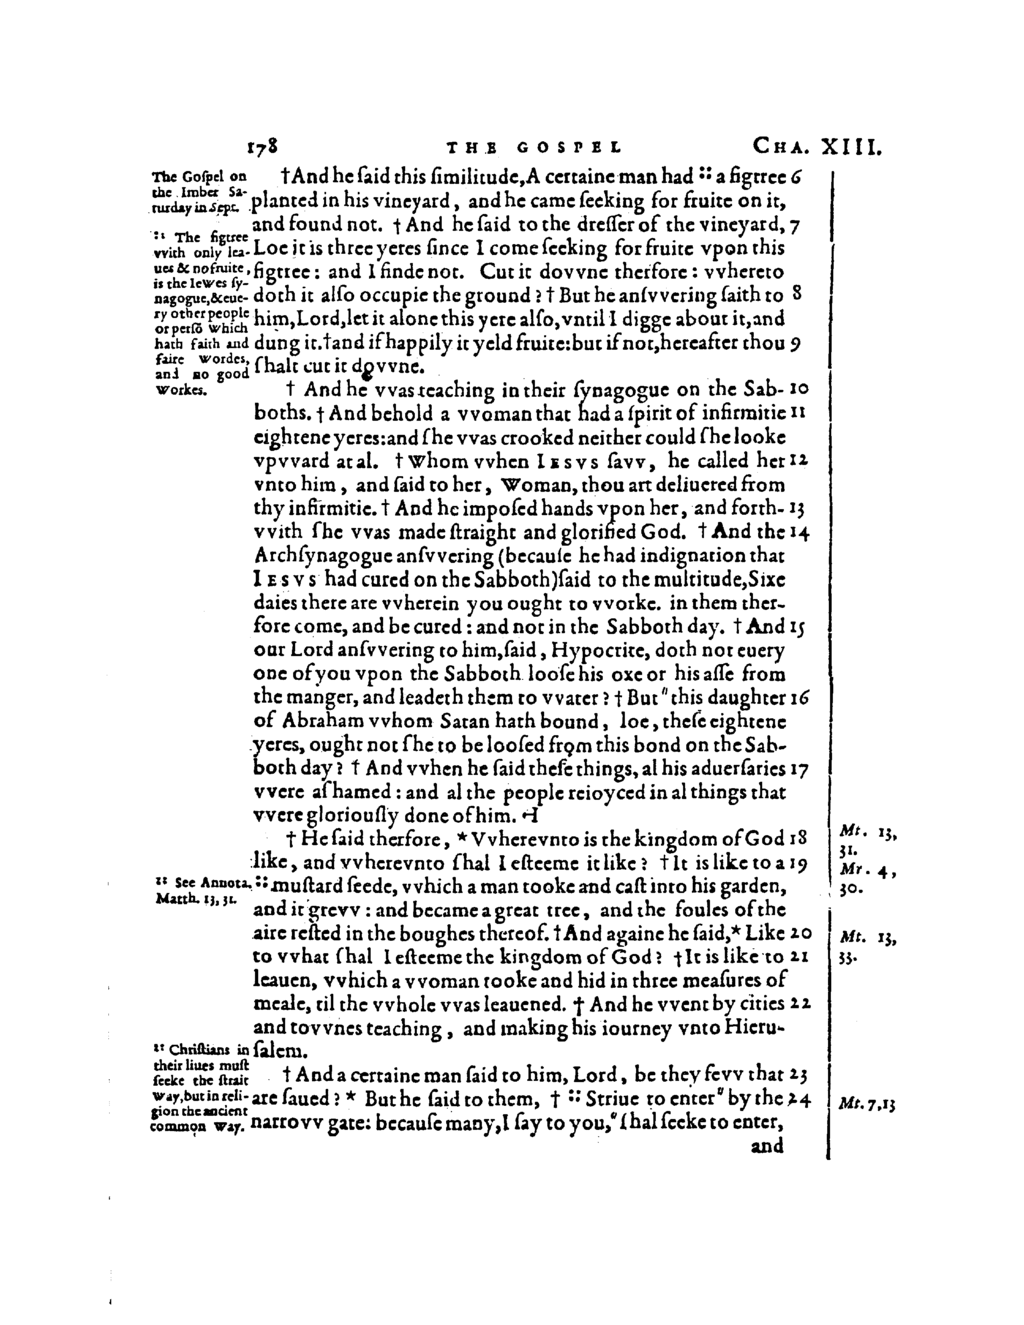 178 THE GOSPEL CHA. XIII.
The Goſpel on
the Imber Sa-
turday in Sept.
:: The figtree
vvith only lea-
ues & no fruite,
is the Iewes ſy-
nagogue, & eue-
ry other people
or perſõ which
hath faith and
faire wordes,
and no good
workes.
†And he ſaid this ſimilitude, A certaine man had :: a figtree 6
planted in his vineyard, and he came ſeeking for fruite on it,
and found not. † And he ſaid to the dreſſer of the vineyard, 7
Loe it is three yeres ſince I come ſeeking for fruite vpon this
figtree: and I finde not. Cut it dovvne therfore: vvhereto
doth it alſo occupie the ground? † But he anſvvering ſaith to 8
him, Lord, let it alone this yere alſo, vntil I digge about it, and
dung it. †and if happily it yeld fruite: but if not, hereafter thou 9
ſhalt cut it dovvne.
† And he vvas teaching in their ſynagogue on the Sab- 10
boths. † And behold a vvoman that had a ſpirit of infirmitie 11
eightene yeres: and ſhe vvas crooked neither could ſhe looke
vpvvard at al. † Whom vvhen IESVS ſavv, he called her 12
vnto him, and ſaid to her, Woman, thou art deliuered from
thy infirmitie. † And he impoſed hands vpon her, and forth- 13
vvith ſhe vvas made ſtraight and glorified God. † And the 14
Archſynagogue anſvvering (becauſe he had indignation that
IESVS had cured on the Sabboth) ſaid to the multitude, Sixe
daies there are vvherein you ought to vvorke. in them ther-
fore come, and be cured: and not in the Sabboth day. † And 15
our Lord anſvvering to him, ſaid, Hypocrite, doth not euery
one of you vpon the Sabboth looſe his oxe or his aſſe from
the manger, and leadeth them to vvater? † But " this daughter 16
of Abraham vvhom Satan hath bound, loe, theſe eightene
yeres, ought not ſhe to be looſed from this bond on the Sab-
both day? † And vvhen he ſaid theſe things, al his aduerſaries 17
vvere aſhamed: and al the people reioyced in al things that
vvere glorioufly done of him. ⊣
† He ſaid therfore, * Vvherevnto is the kingdom of God 18
like, and vvherevnto ſhal I eſteeme it like? † It is like to a 19
:: muſtard ſeede, vvhich a man tooke and caſt into his garden,
and it grevv: and became a great tree, and the foules of the
aire reſted in the boughes thereof. † And againe he ſaid, * Like 20
to vvhat ſhal I eſteeme the kingdom of God? † It is like to 21
leauen, vvhich a vvoman tooke and hid in three meaſures of
meale, til the vvhole vvas leauened. † And he vvent by cities 22
and tovvnes teaching, and making his iourney vnto Hieru-
ſalem.
† And a certaine man ſaid to him, Lord, be they fevv that 23
are ſaued? * But he ſaid to them, † :: Striue to enter " by the 24
narrovv gate: becauſe many, I ſay to you, " ſhal ſeeke to enter,
and
:: See Annota.
Matth. 13, 31.
:: Chriſtians in
their liues muſt
ſeeke the ſtrait
way, but in reli-
gion the ancient
common way.
Mt. 13,
31.
Mr. 4,
30.
Mt. 13,
33.
Mt. 7, 13